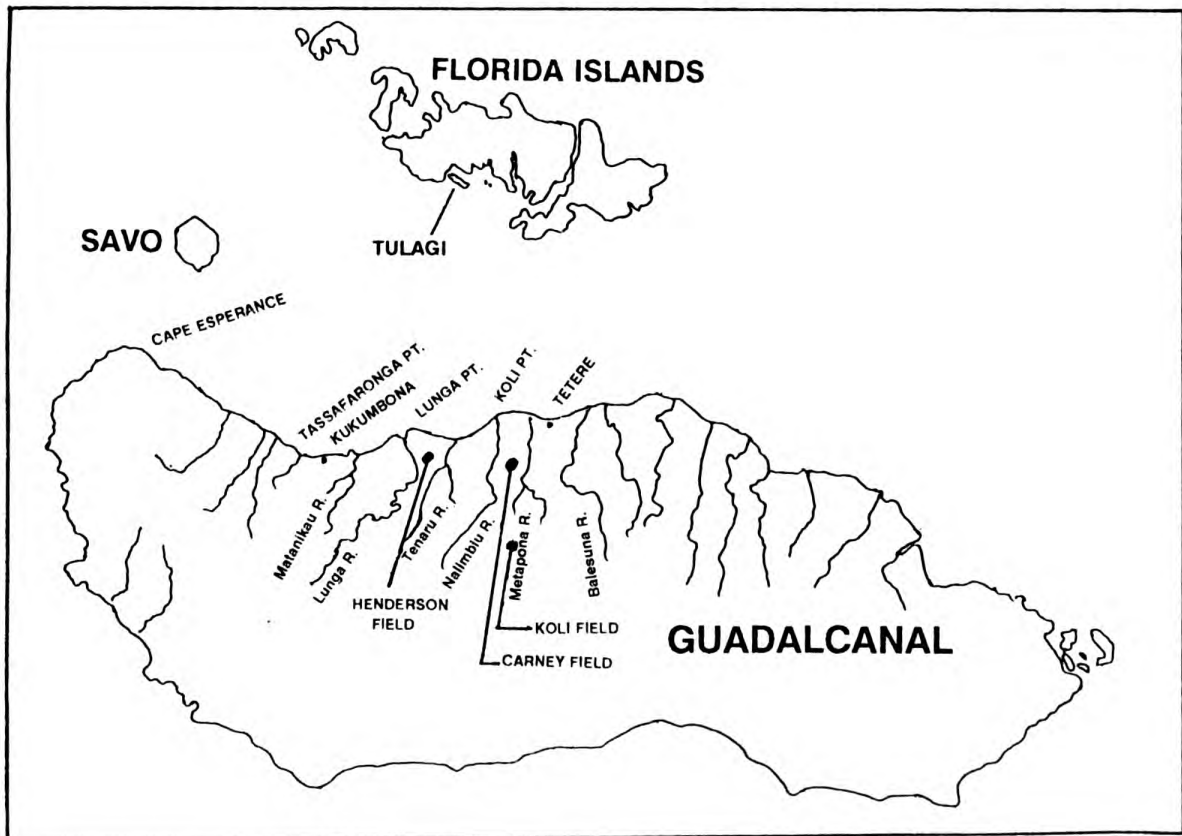 FLORIDA ISLANDS
TULAGI
SAVO
CAPE ESPERANCE
TASSAFARONGA PT.
KUKUMBONA
LUNGA PT.
KOLI PT.
TETERE
Matanikau R.
Lunga R.
Tenaru R.
Nalimbiu R.
Metapona R.
Balesuna R.
HENDERSON
FIELD
KOLI FIELD
CARNEY FIELD
GUADALCANAL